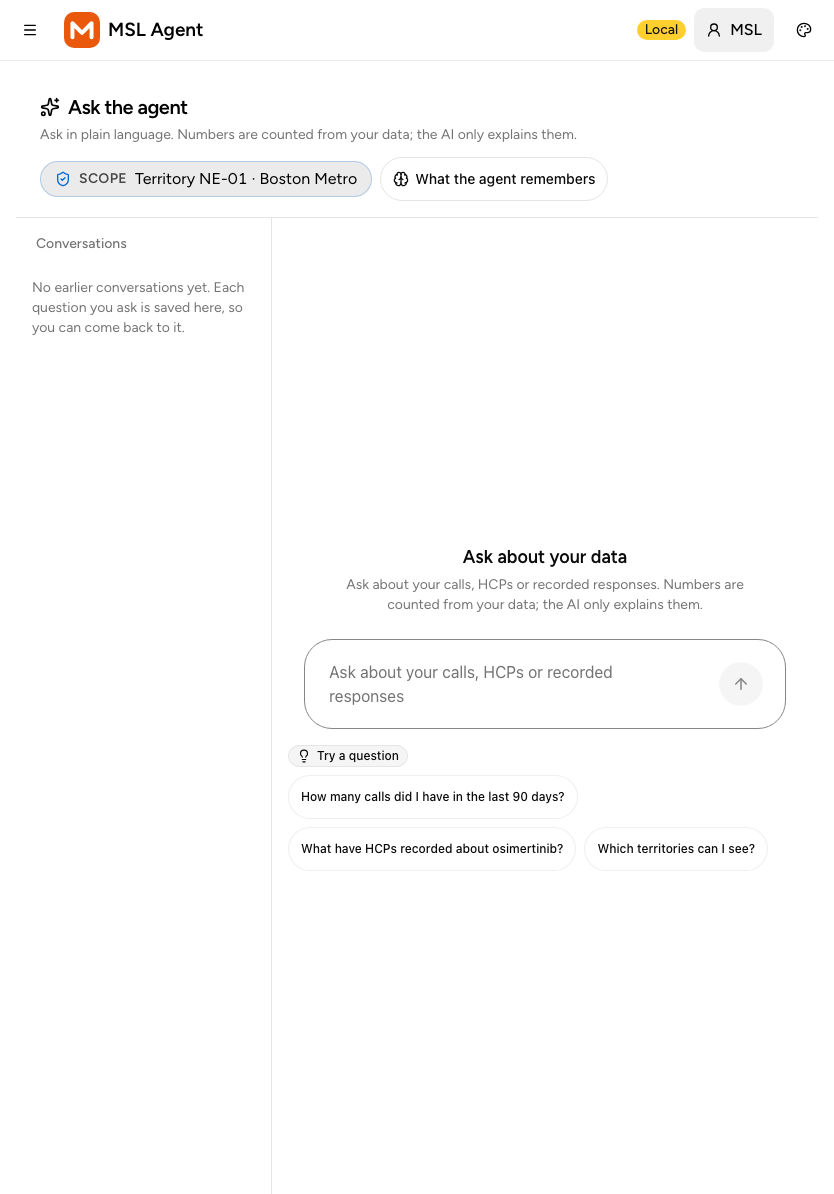 MSL Agent
Local
MSL
Ask the agent
Ask in plain language. Numbers are counted from your data; the AI only explains them.
SCOPE Territory NE-01 · Boston Metro
What the agent remembers
Conversations
No earlier conversations yet. Each
question you ask is saved here, so
you can come back to it.
Ask about your data
Ask about your calls, HCPs or recorded responses. Numbers are
counted from your data; the AI only explains them.
Ask about your calls, HCPs or recorded
responses
Try a question
How many calls did I have in the last 90 days?
What have HCPs recorded about osimertinib?
Which territories can I see?